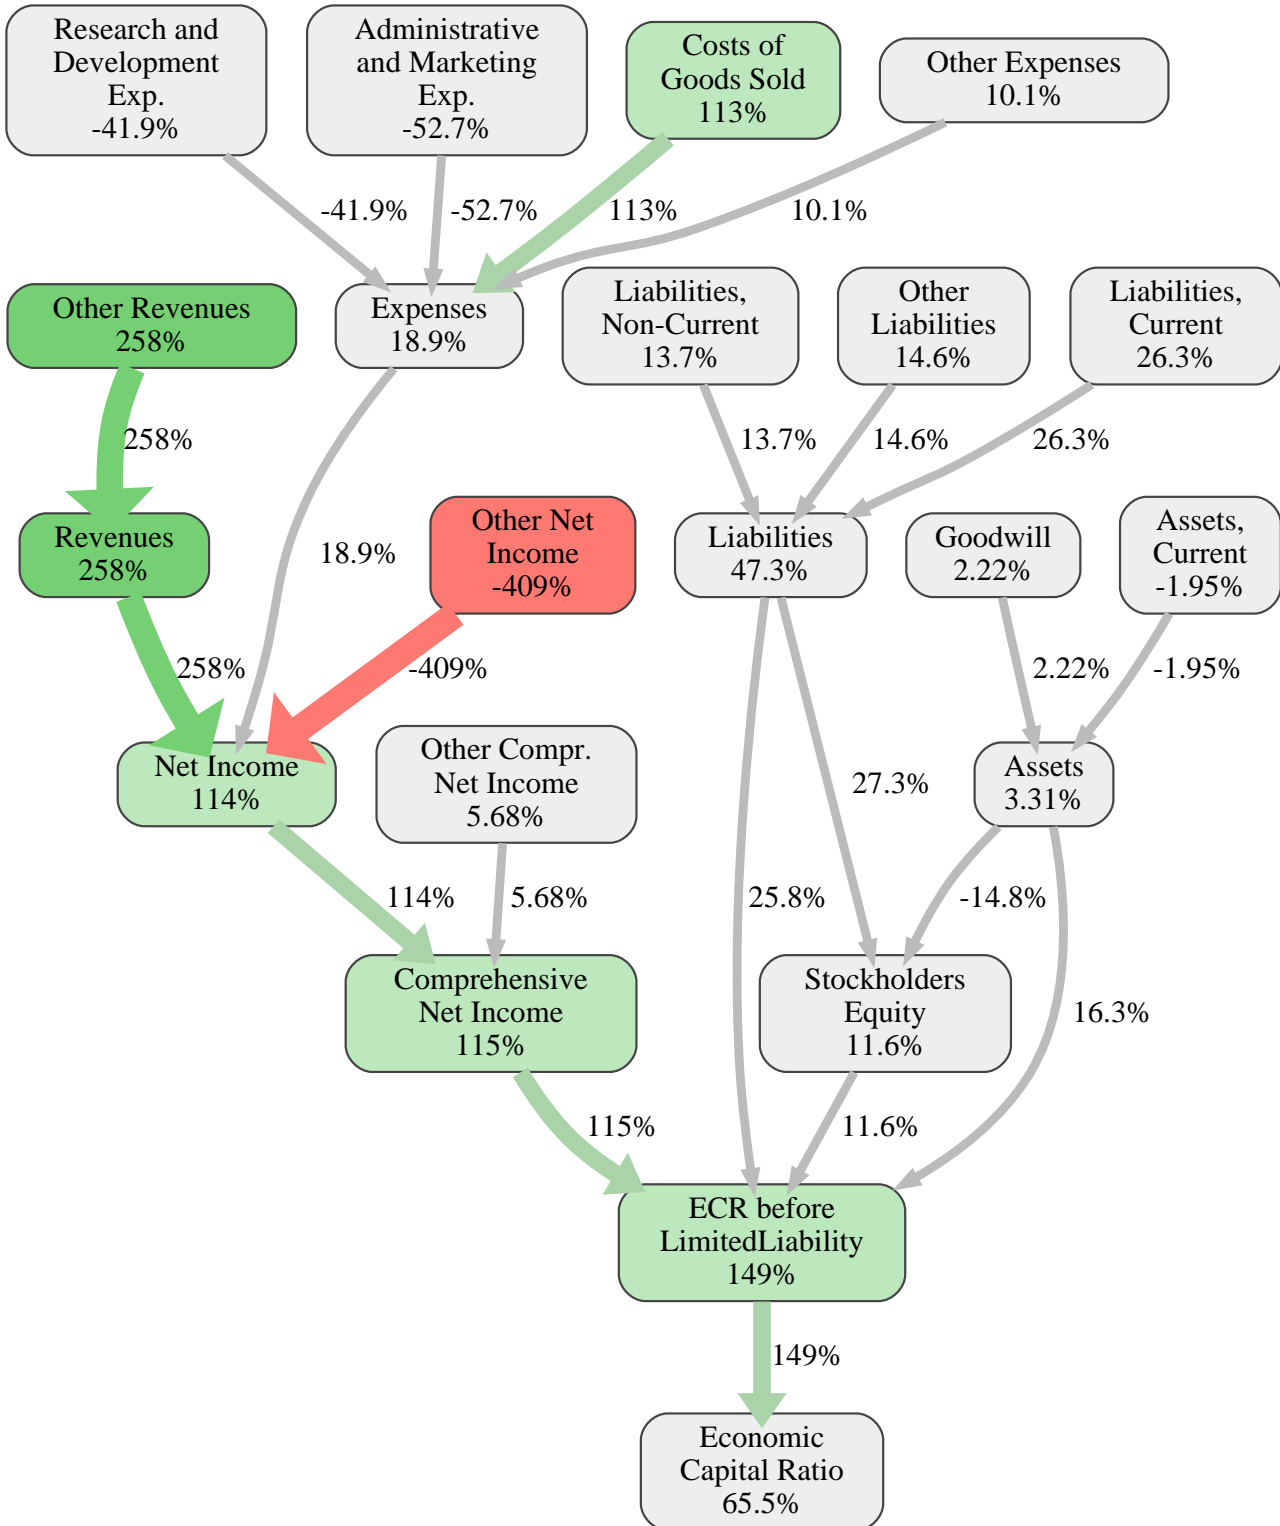 Research and
Development
Exp.
-41.9%
Administrative
and Marketing
Exp.
-52.7%
Costs of
Goods Sold
113%
Other Expenses
10.1%
-41.9%
-52.7%
113%
10.1%
Other Revenues
258%
Expenses
18.9%
Liabilities,
Non-Current
13.7%
Other
Liabilities
14.6%
Liabilities,
Current
26.3%
258%
13.7%
14.6%
26.3%
Revenues
258%
18.9%
Other Net
Income
-409%
Liabilities
47.3%
Goodwill
2.22%
Assets,
Current
-1.95%
258%
-409%
2.22%
-1.95%
Net Income
114%
Other Compr.
Net Income
5.68%
27.3%
Assets
3.31%
114%
5.68%
25.8%
-14.8%
Comprehensive
Net Income
115%
Stockholders
Equity
11.6%
16.3%
115%
11.6%
ECR before
LimitedLiability
149%
149%
Economic
Capital Ratio
65.5%